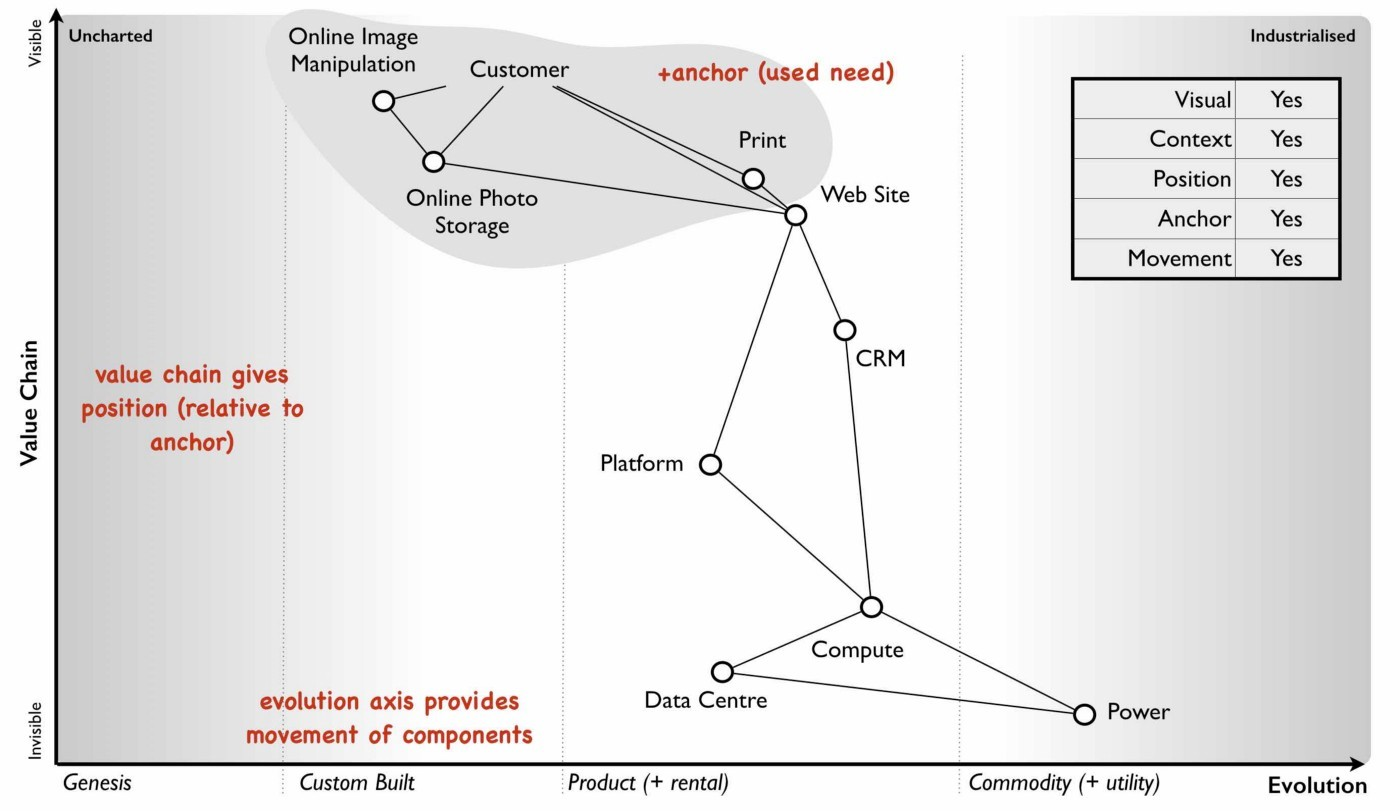 Visible
Uncharted
Online Image
Manipulation
Customer
+anchor (used need)
Industrialised
Visual Yes
Context Yes
Position Yes
Anchor Yes
Movement Yes
Print
Online Photo
Storage
Web Site
CRM
Value Chain
value chain gives
position (relative to
anchor)
Platform
Compute
Data Centre
Power
evolution axis provides
movement of components
Invisible
Genesis
Custom Built
Product (+ rental)
Commodity (+ utility)
Evolution